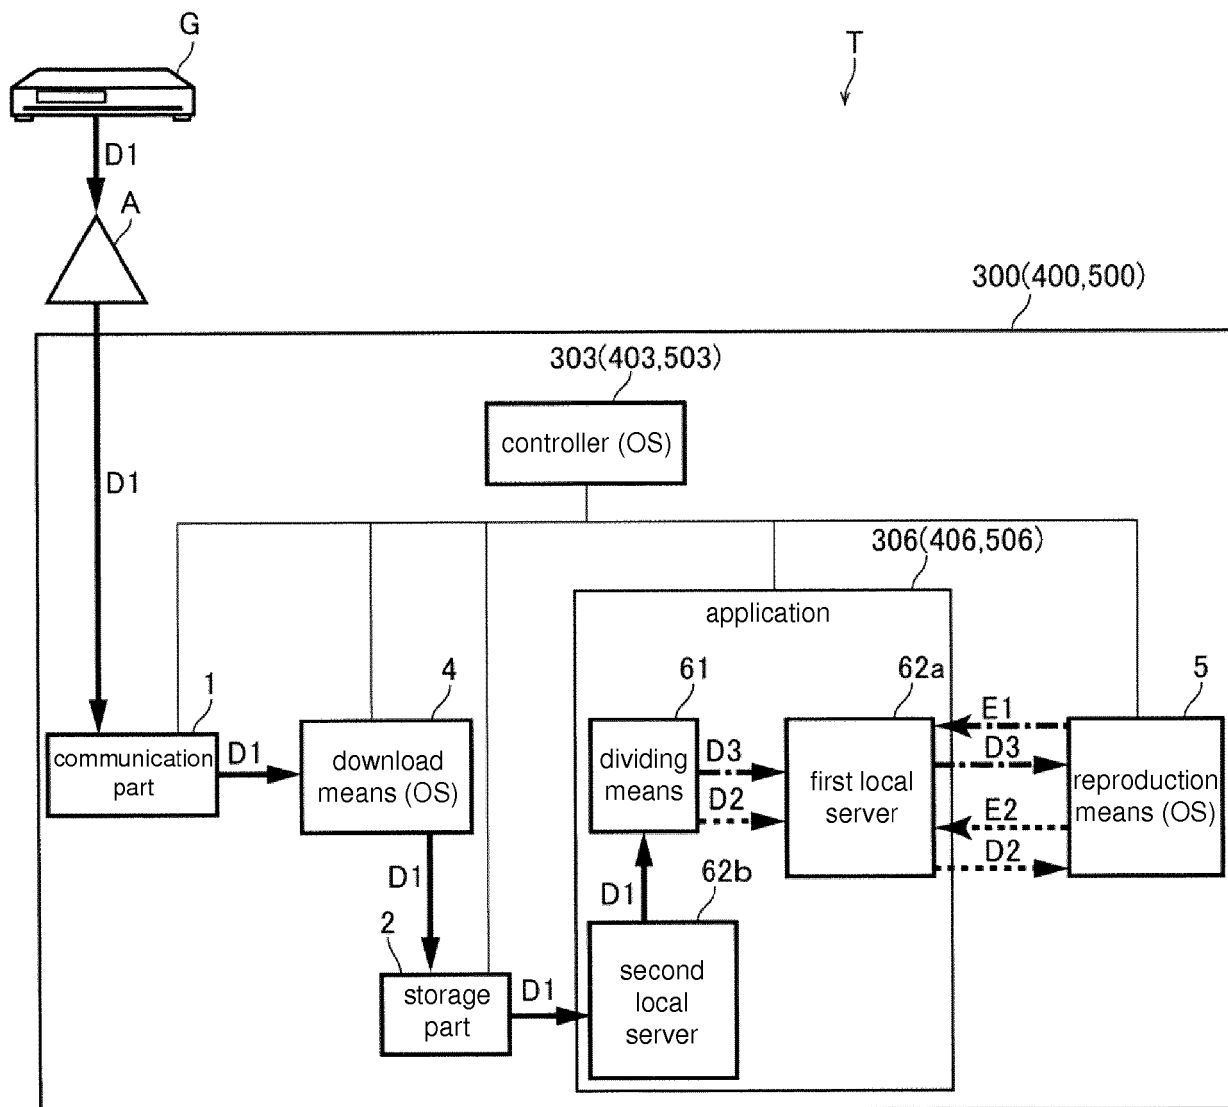 G
T
D1
A
300(400,500)
303(403,503)
controller (OS)
D1
306(406,506)
application
1
4
61
62a
5
communication
part
D1
download
means (OS)
dividing
means
D3
D2
first local
server
E1
D3
E2
D2
reproduction
means (OS)
D1
D1
62b
2
storage
part
D1
second
local
server